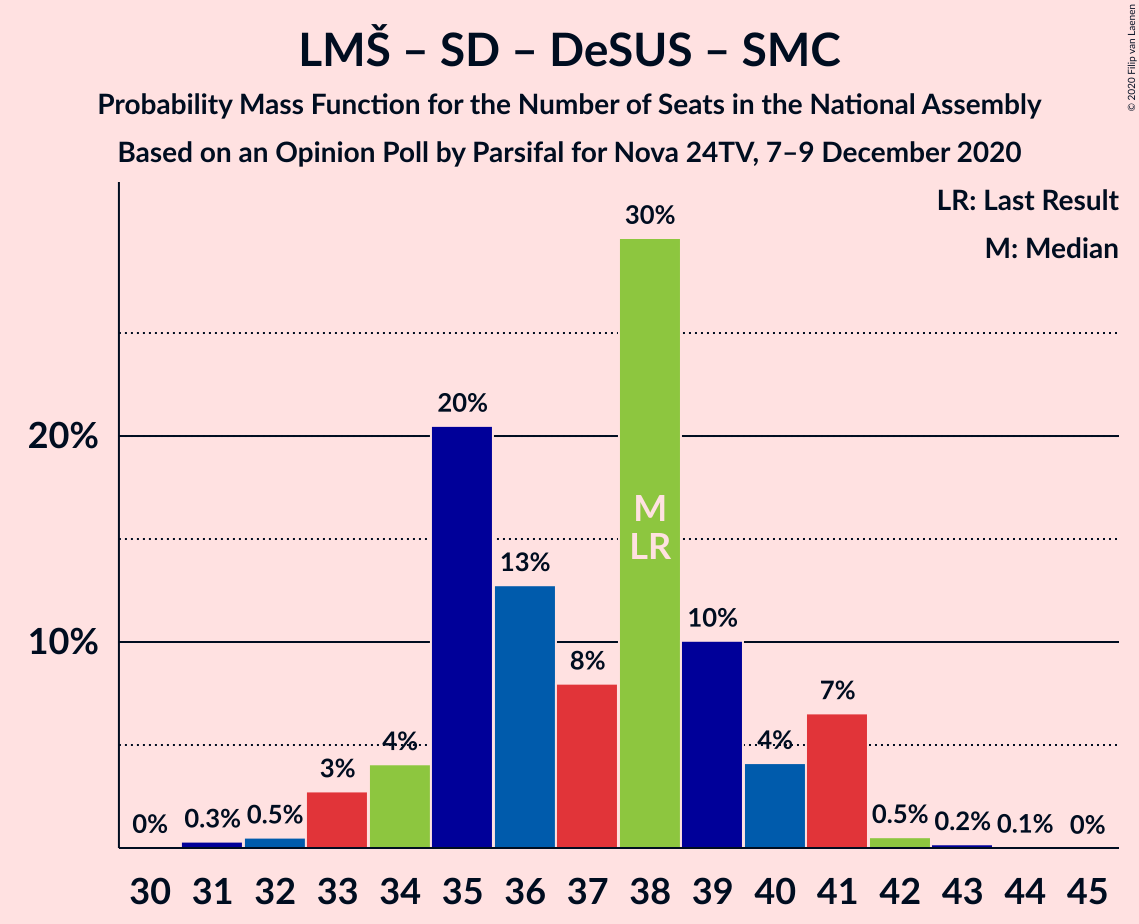 LMŠ – SD – DeSUS – SMC
Probability Mass Function for the Number of Seats in the National Assembly
Based on an Opinion Poll by Parsifal for Nova 24TV, 7–9 December 2020
© 2020 Filip van Laenen
LR: Last Result
M: Median
20%
10%
0%
0.3%
0.5%
3%
4%
20%
13%
8%
30%
M
LR
10%
4%
7%
0.5%
0.2%
0.1%
0%
30 31 32 33 34 35 36 37 38 39 40 41 42 43 44 45